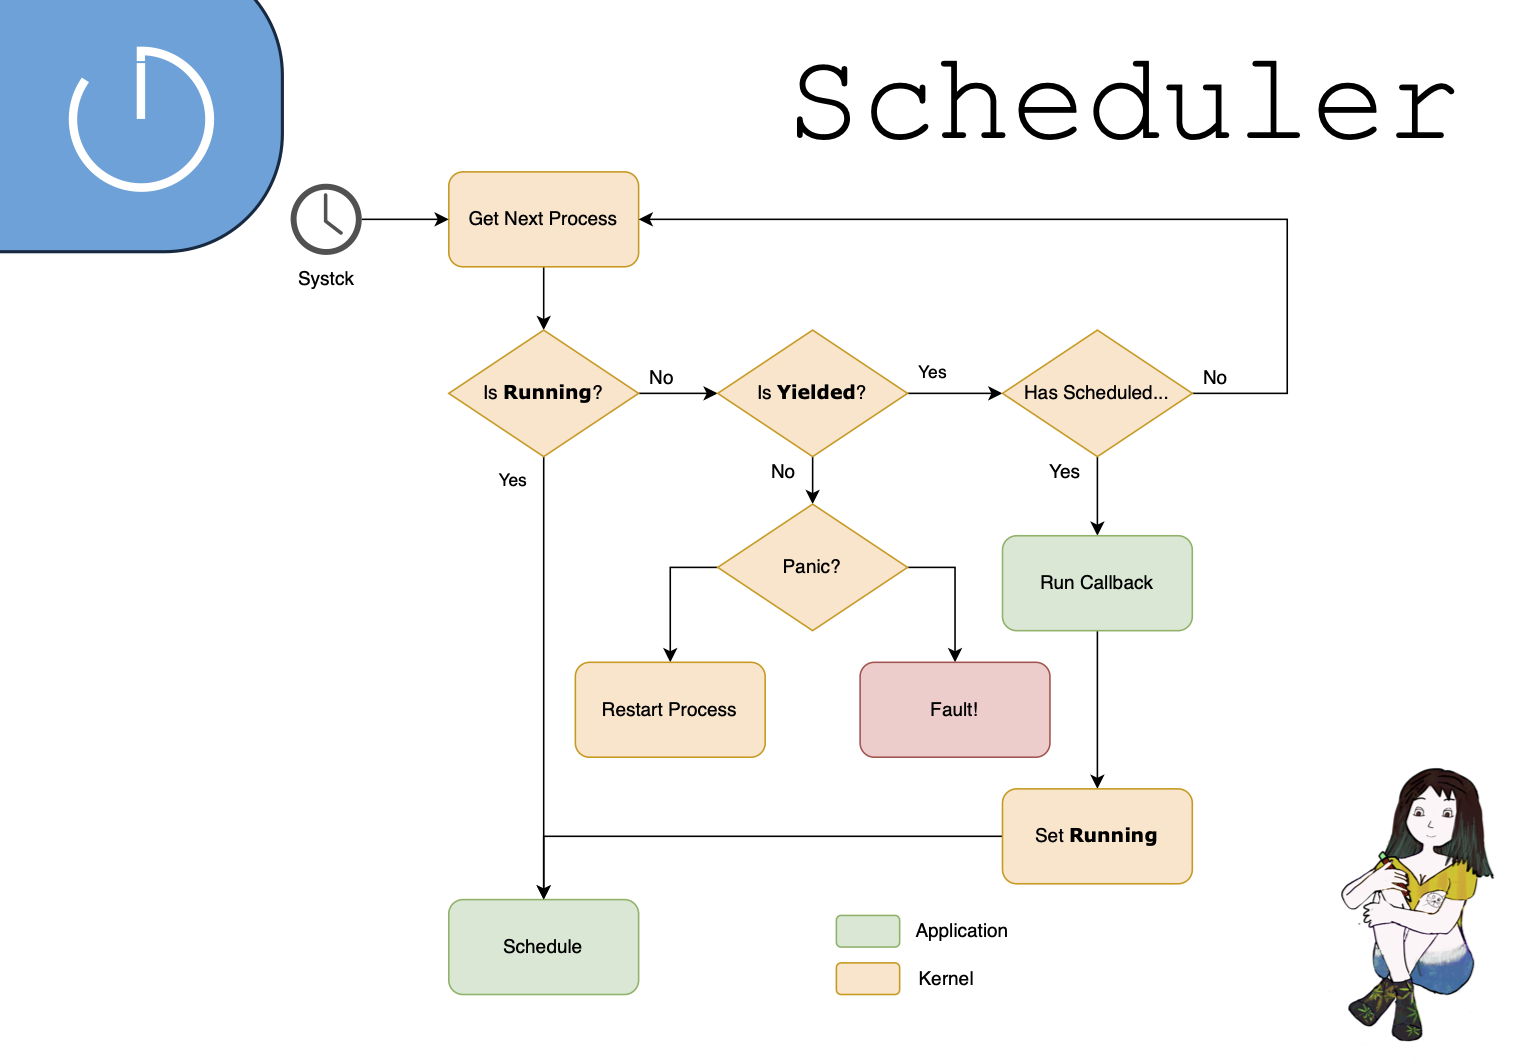 Scheduler
Get Next Process
Systck
Is Running?
No
Is Yielded?
Yes
Has Scheduled...
No
Yes
No
Yes
Panic?
Run Callback
Restart Process
Fault!
Set Running
Schedule
Application
Kernel